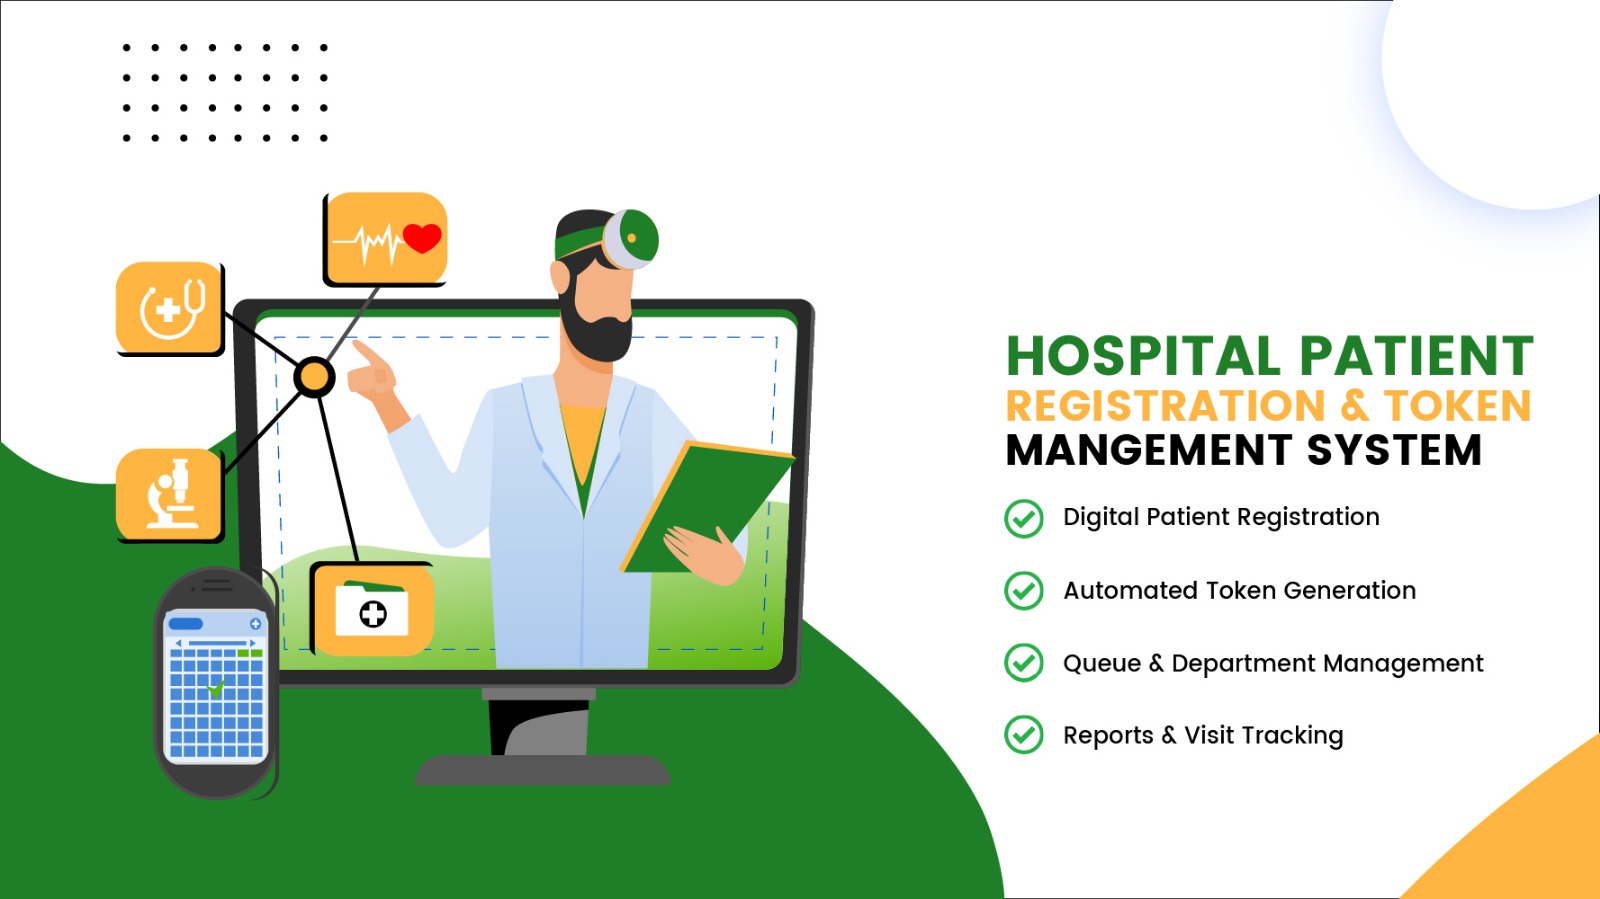 HOSPITAL PATIENT
REGISTRATION & TOKEN
MANGEMENT SYSTEM
Digital Patient Registration
Automated Token Generation
Queue & Department Management
Reports & Visit Tracking